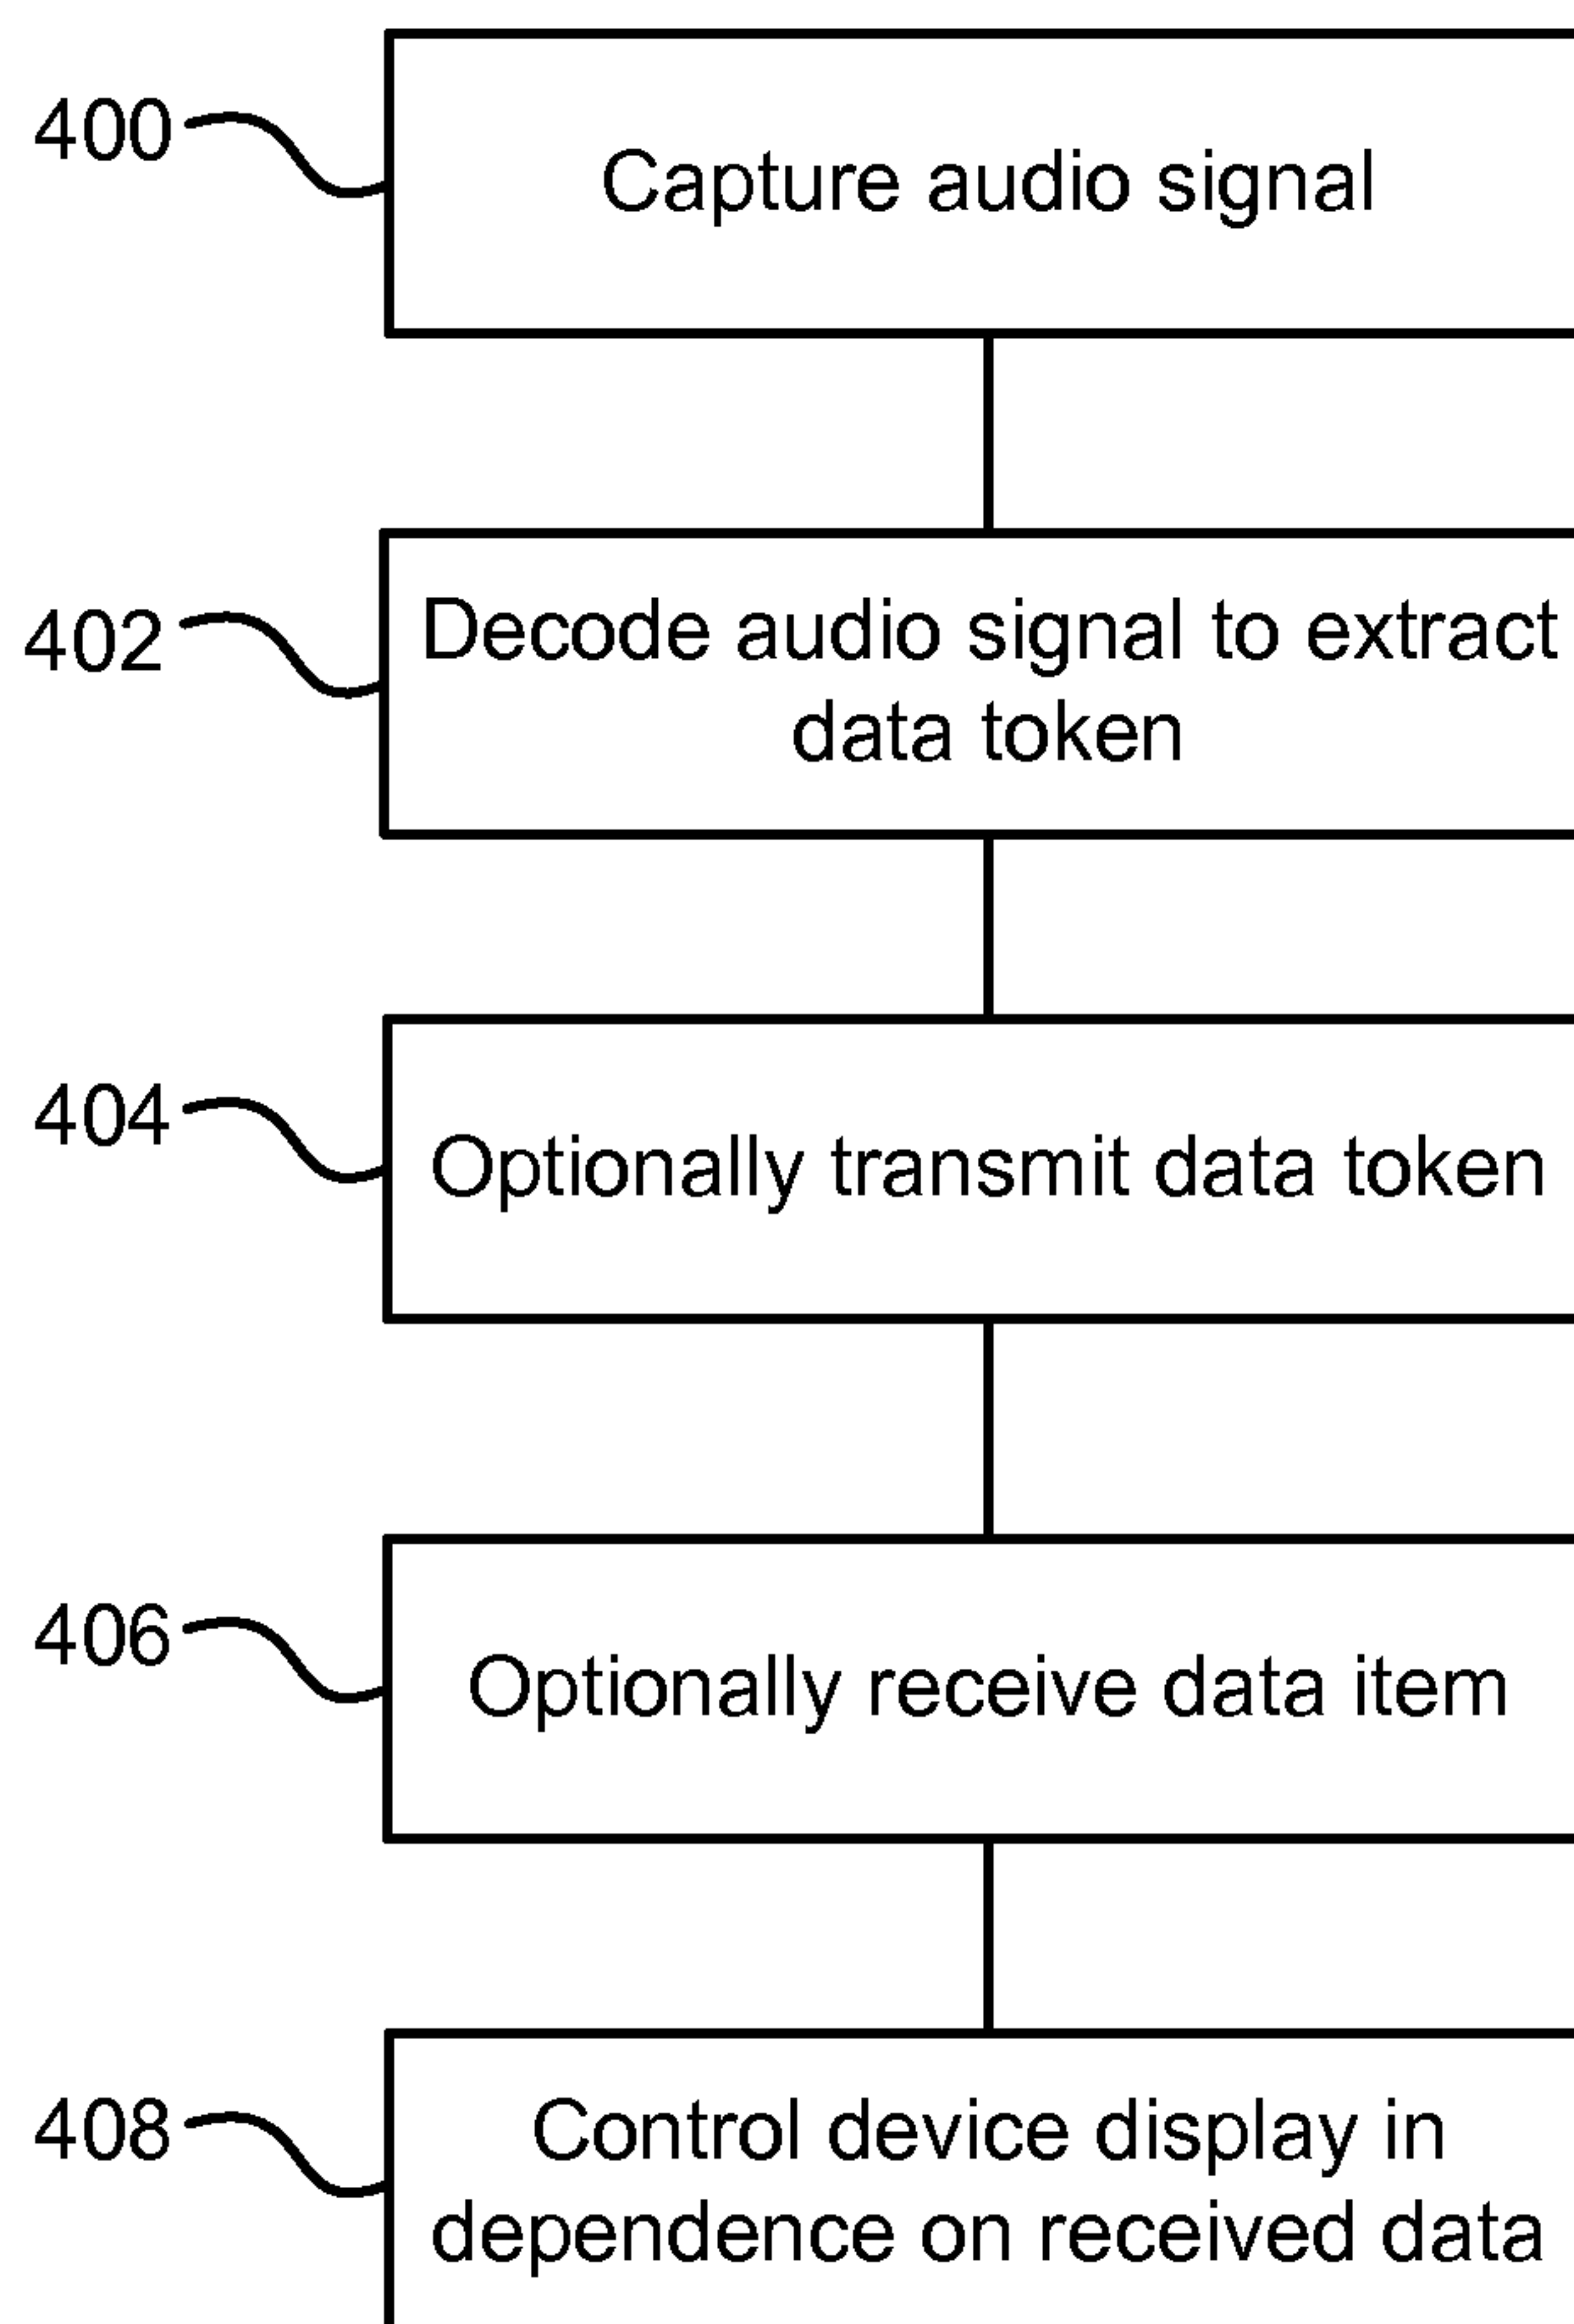 400
Capture audio signal
402
Decode audio signal to extract
data token
404
Optionally transmit data token
406
Optionally receive data item
408
Control device display in
dependence on received data